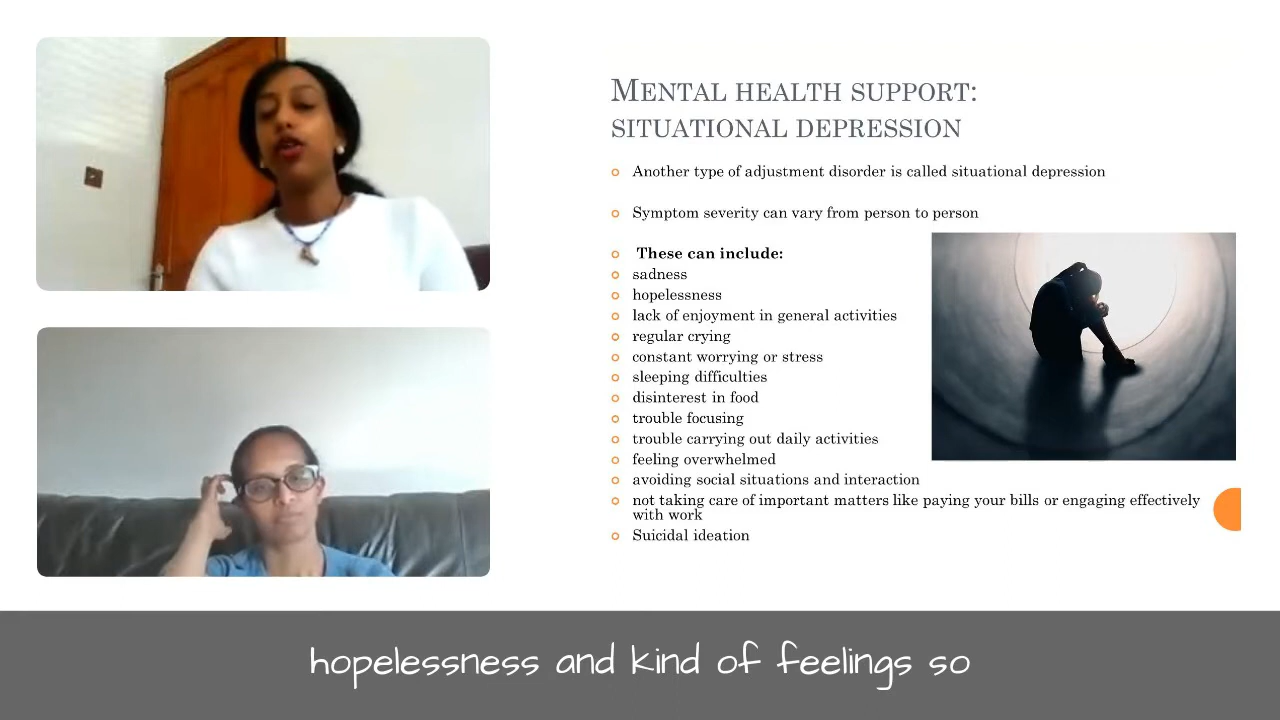 MENTAL HEALTH SUPPORT:
SITUATIONAL DEPRESSION
Another type of adjustment disorder is called situational depression
Symptom severity can vary from person to person
These can include:
sadness
hopelessness
lack of enjoyment in general activities
regular crying
constant worrying or stress
sleeping difficulties
disinterest in food
trouble focusing
trouble carrying out daily activities
feeling overwhelmed
avoiding social situations and interaction
not taking care of important matters like paying your bills or engaging effectively
with work
Suicidal ideation
hopelessness and kind of feelings so